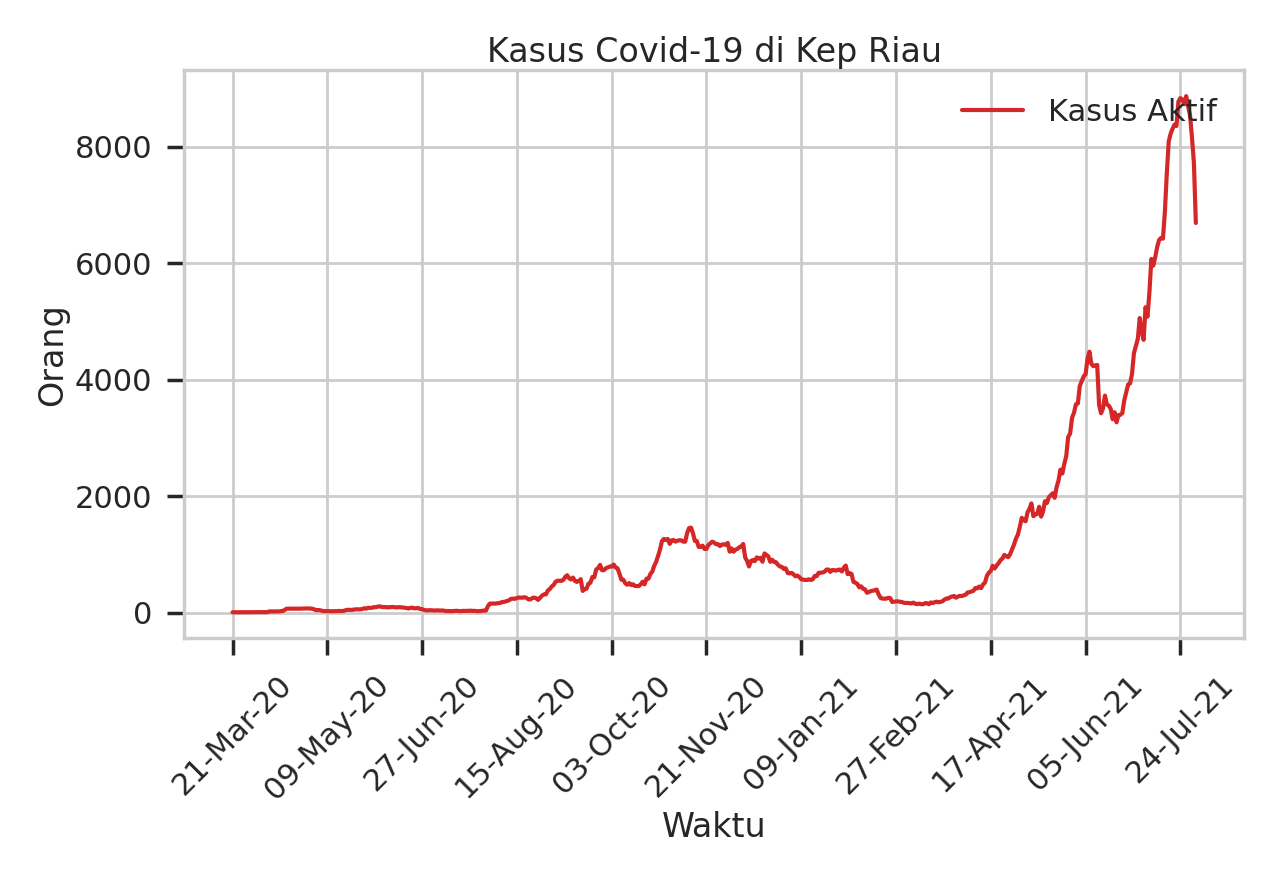 Kasus Covid-19 di Kep Riau
Kasus Aktif
8000
6000
4000
2000
0
Orang
21-Mar-20
09-May-20
27-Jun-20
15-Aug-20
03-Oct-20
21-Nov-20
09-Jan-21
27-Feb-21
17-Apr-21
05-Jun-21
24-Jul-21
Waktu